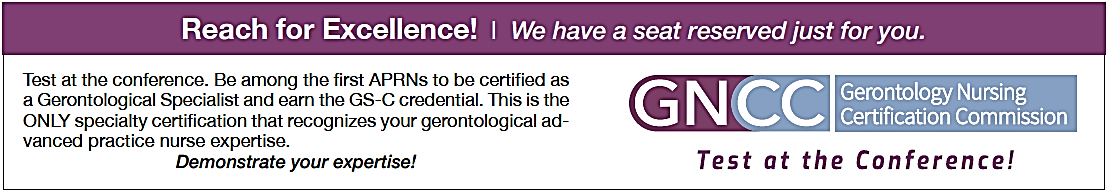 Reach for Excellence! | We have a seat reserved just for you.
Test at the conference. Be among the first APRNs to be certified as
a Gerontological Specialist and earn the GS-C credential. This is the
ONLY specialty certification that recognizes your gerontological ad-
vanced practice nurse expertise.
Demonstrate your expertise!
GNCC
Gerontology Nursing
Certification Commission
Test at the Conference!